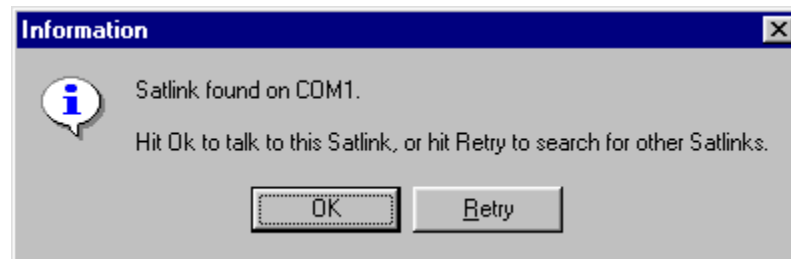 Information
Satlink found on COM1.
Hit Ok to talk to this Satlink, or hit Retry to search for other Satlinks.
OK
Retry